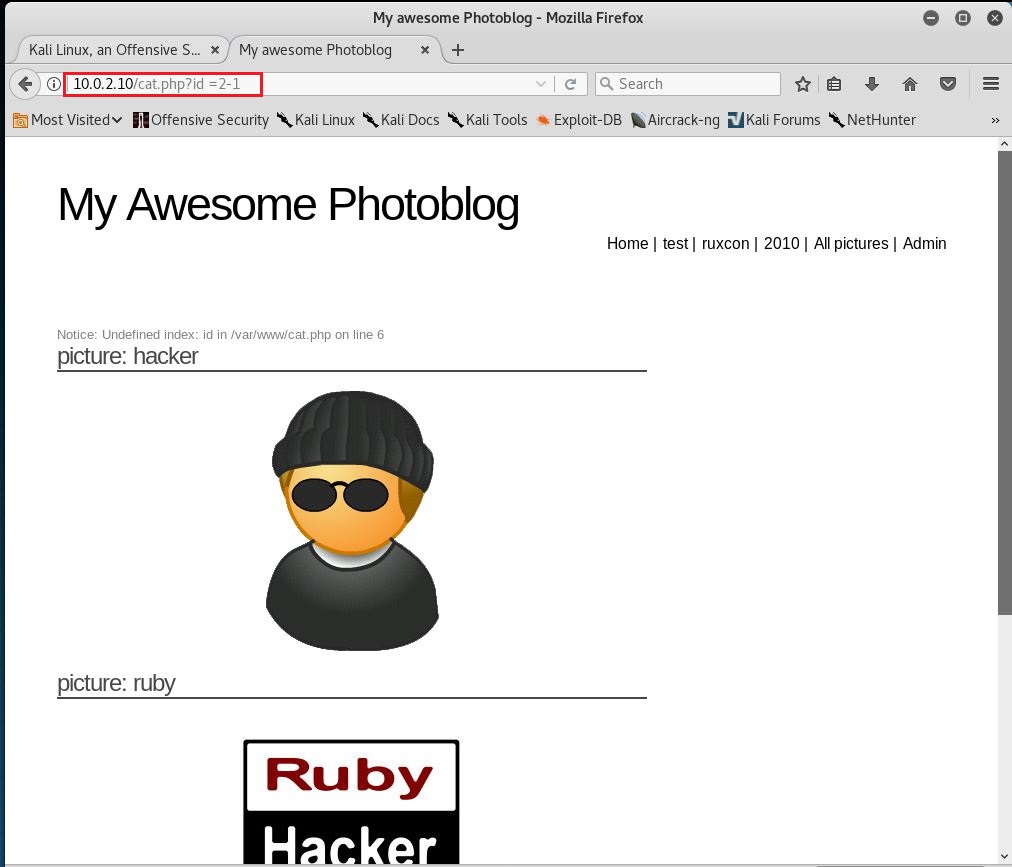 My awesome Photoblog - Mozilla Firefox
Kali Linux, an Offensive S... × My awesome Photoblog × +
10.0.2.10/cat.php?id =2-1 Search
Most Visited Offensive Security Kali Linux Kali Docs Kali Tools Exploit-DB Aircrack-ng Kali Forums NetHunter »
My Awesome Photoblog
Home | test | ruxcon | 2010 | All pictures | Admin
Notice: Undefined index: id in /var/www/cat.php on line 6
picture: hacker
picture: ruby
Ruby
Hacker